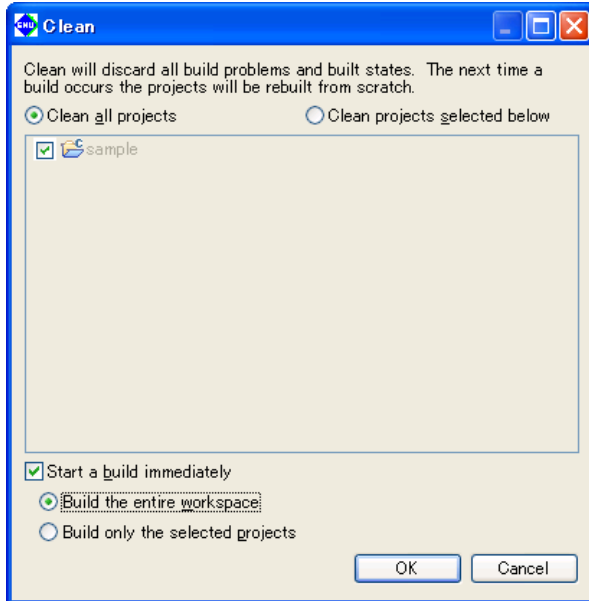 GNU Clean
Clean will discard all build problems and built states. The next time a
build occurs the projects will be rebuilt from scratch.
Clean all projects Clean projects selected below
sample
Start a build immediately
Build the entire workspace
Build only the selected projects
OK Cancel